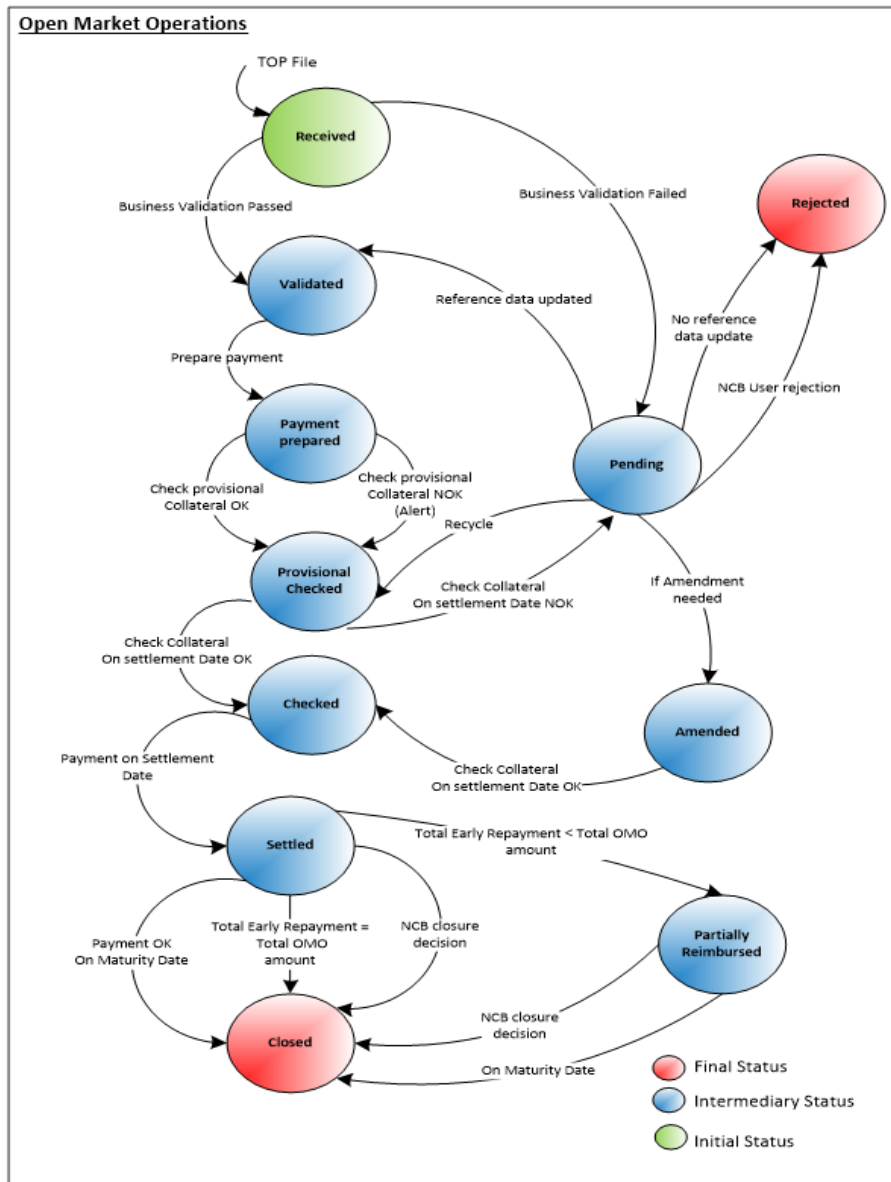 Open Market Operations
TOP File
Received
Business Validation Passed
Business Validation Failed
Rejected
Validated
Reference data updated
No reference
data update
Prepare payment
NCB User rejection
Payment
prepared
Pending
Check provisional
Collateral OK
Check provisional
Collateral NOK
(Alert)
Recycle
Provisional
Checked
Check Collateral
On settlement Date NOK
If Amendment
needed
Check Collateral
On settlement Date OK
Checked
Amended
Payment on Settlement
Date
Check Collateral
On settlement Date OK
Settled
Total Early Repayment < Total OMO
amount
Payment OK
On Maturity Date
Total Early Repayment =
Total OMO
amount
NCB closure
decision
Partially
Reimbursed
NCB closure
decision
Closed
On Maturity Date
Final Status
Intermediary Status
Initial Status